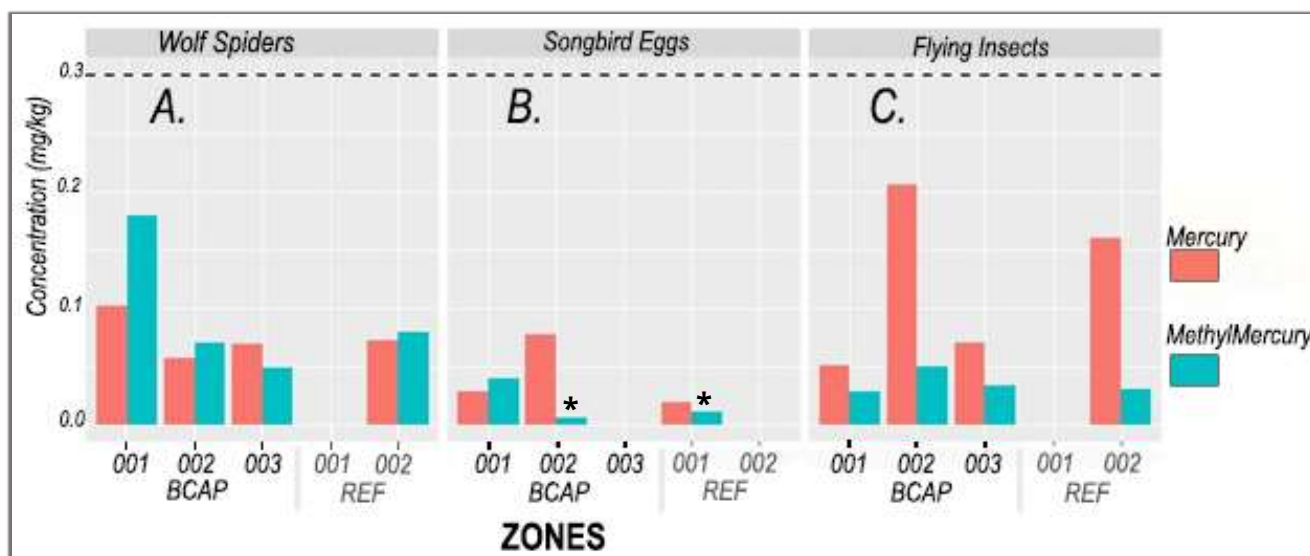 Wolf Spiders
Songbird Eggs
Flying Insects
Concentration (mg/kg)
0.3
0.2
0.1
0.0
A.
B.
C.
*
*
Mercury
MethylMercury
001 002 003 001 002
BCAP REF
001 002 003 001 002
BCAP REF
001 002 003 001 002
BCAP REF
ZONES